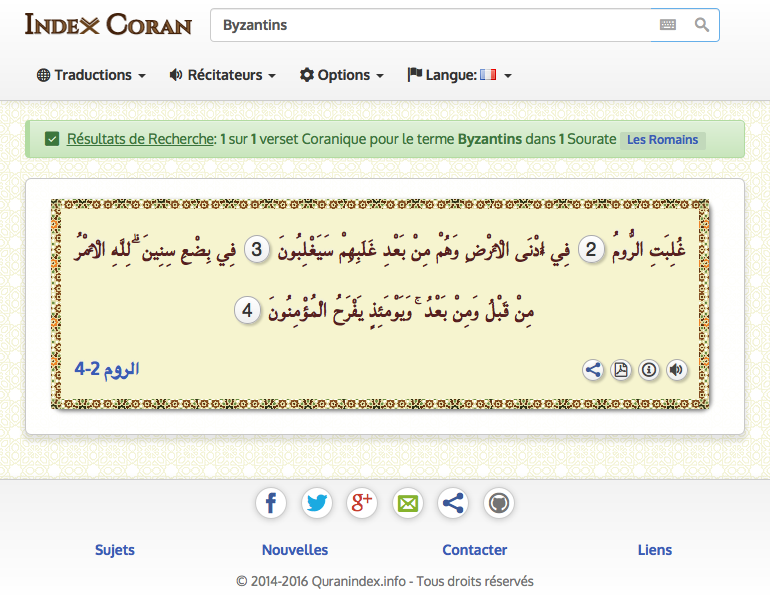 INDEX CORAN
Byzantins
Traductions
Récitateurs
Options
Langue:
Résultats de Recherche: 1 sur 1 verset Coranique pour le terme Byzantins dans 1 Sourate Les Romains
غُلِبَتِ الرُّومُ 2 فِي أَدْنَى الْأَرْضِ وَهُمْ مِنْ بَعْدِ غَلَبِهِمْ سَيَغْلِبُونَ 3 فِي بِضْعِ سِنِينَ ۗ لِلَّهِ الْأَمْرُ
مِنْ قَبْلُ وَمِنْ بَعْدُ ۚ وَيَوْمَئِذٍ يَفْرَحُ الْمُؤْمِنُونَ 4
الروم 2-4
Sujets
Nouvelles
Contacter
Liens
© 2014-2016 Quranindex.info - Tous droits réservés